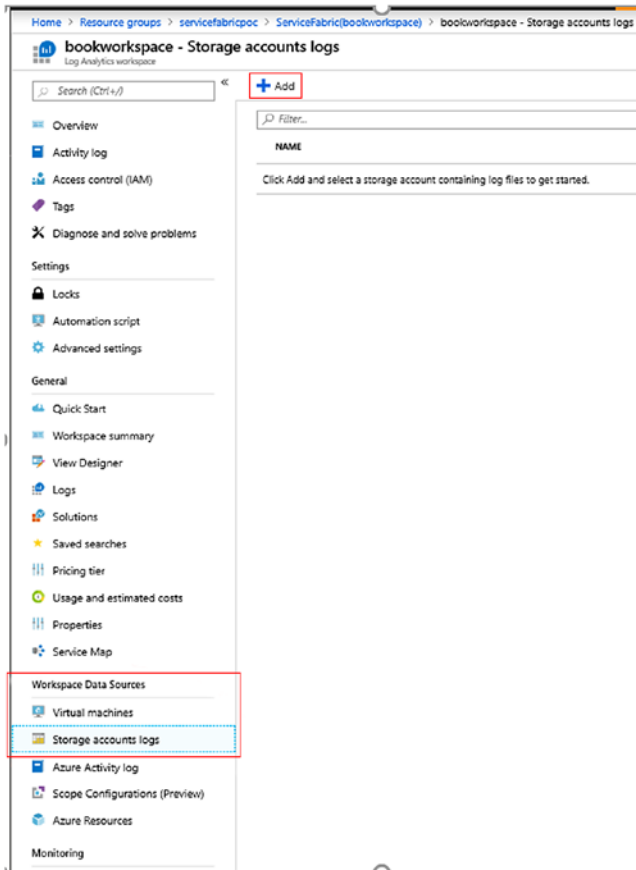 Home > Resource groups > servicefabricpoc > ServiceFabric(bookworkspace) > bookworkspace - Storage accounts logs
bookworkspace - Storage accounts logs
Log Analytics workspace
Search (Ctrl+/)
«
Overview
Activity log
Access control (IAM)
Tags
Diagnose and solve problems
Settings
Locks
Automation script
Advanced settings
General
Quick Start
Workspace summary
View Designer
Logs
Solutions
Saved searches
Pricing tier
Usage and estimated costs
Properties
Service Map
Workspace Data Sources
Virtual machines
Storage accounts logs
Azure Activity log
Scope Configurations (Preview)
Azure Resources
Monitoring
+ Add
Filter...
NAME
Click Add and select a storage account containing log files to get started.